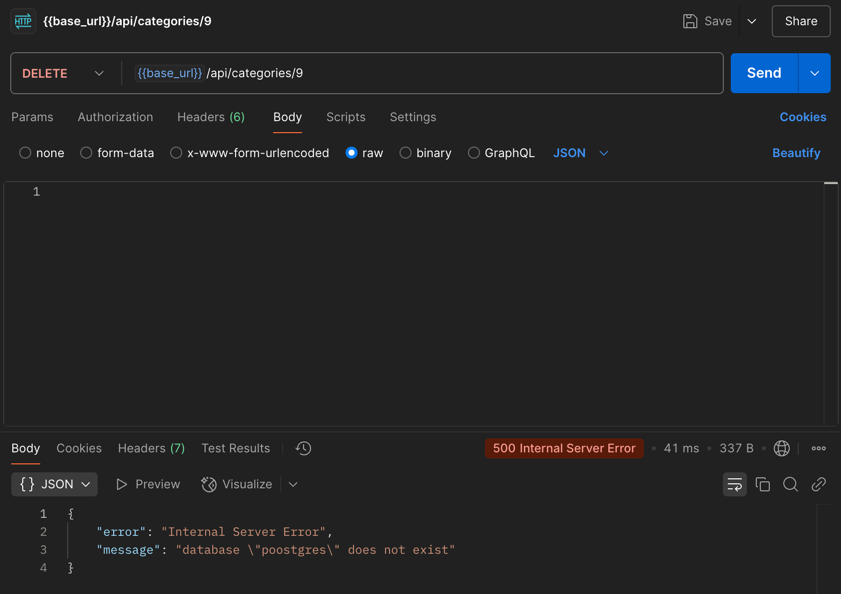 HTTP {{base_url}}/api/categories/9 Save Share
DELETE {{base_url}} /api/categories/9 Send
Params Authorization Headers (6) Body Scripts Settings Cookies
none form-data x-www-form-urlencoded raw binary GraphQL JSON Beautify
1
Body Cookies Headers (7) Test Results 500 Internal Server Error 41 ms 337 B
{} JSON Preview Visualize
1 {
2 "error": "Internal Server Error",
3 "message": "database \"poostgres\" does not exist"
4 }